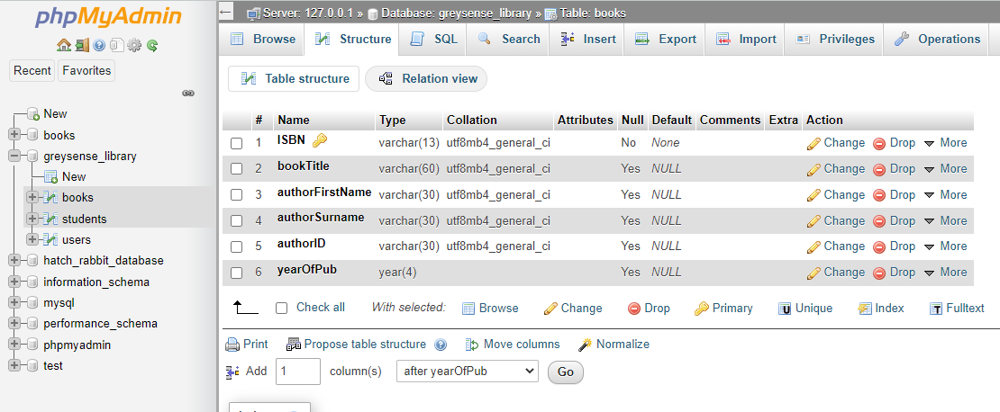 phpMyAdmin
Recent Favorites
New
books
greysense_library
New
books
students
users
hatch_rabbit_database
information_schema
mysql
performance_schema
phpmyadmin
test
Server: 127.0.0.1 » Database: greysense_library » Table: books
Browse Structure SQL Search Insert Export Import Privileges Operations
Table structure Relation view
# Name Type Collation Attributes Null Default Comments Extra Action
1 ISBN varchar(13) utf8mb4_general_ci No None Change Drop More
2 bookTitle varchar(60) utf8mb4_general_ci Yes NULL Change Drop More
3 authorFirstName varchar(30) utf8mb4_general_ci Yes NULL Change Drop More
4 authorSurname varchar(30) utf8mb4_general_ci Yes NULL Change Drop More
5 authorID varchar(30) utf8mb4_general_ci Yes NULL Change Drop More
6 yearOfPub year(4) Yes NULL Change Drop More
Check all With selected: Browse Change Drop Primary Unique Index Fulltext
Print Propose table structure Move columns Normalize
Add 1 column(s) after yearOfPub Go